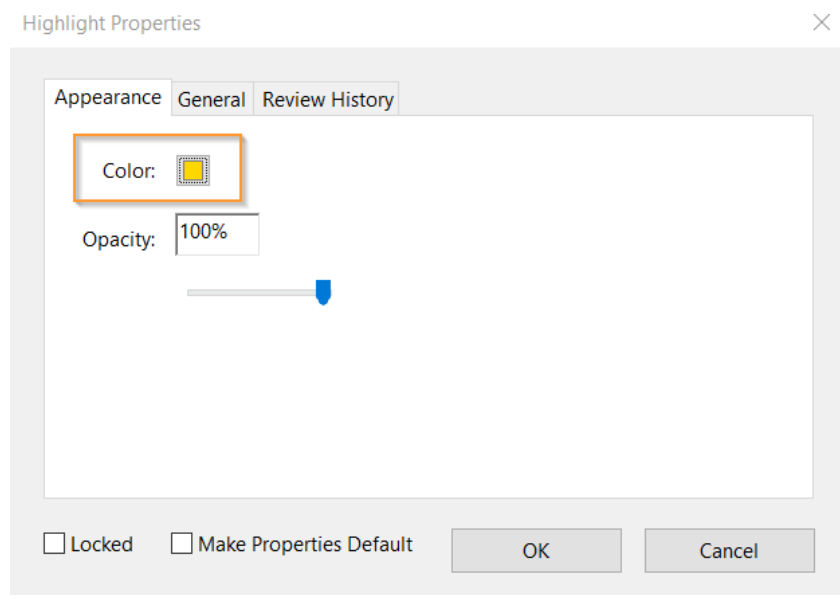 Highlight Properties
Appearance General Review History
Color:
Opacity: 100%
Locked Make Properties Default OK Cancel